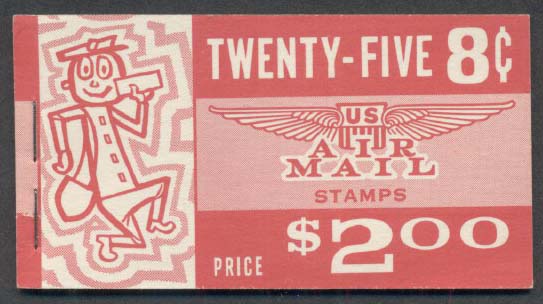 TWENTY-FIVE 8¢
US
AIR
MAIL
STAMPS
PRICE $2.00